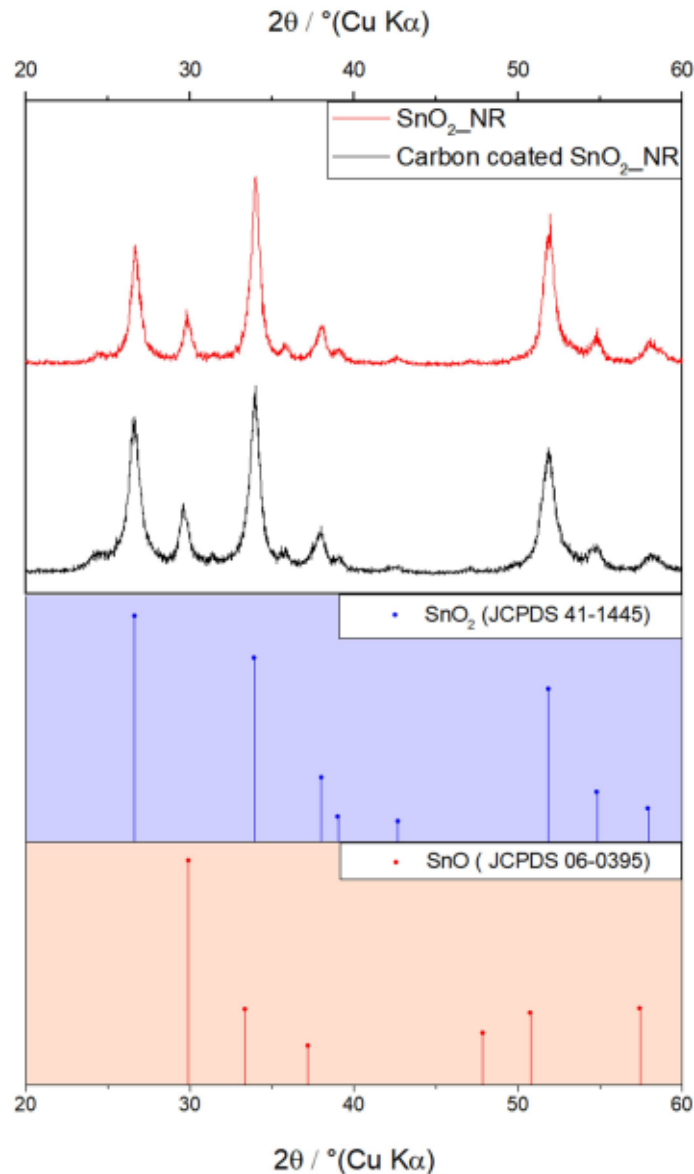 2θ / °(Cu Kα)
20 30 40 50 60
SnO₂_NR
Carbon coated SnO₂_NR
SnO₂ (JCPDS 41-1445)
SnO ( JCPDS 06-0395)
20 30 40 50 60
2θ / °(Cu Kα)